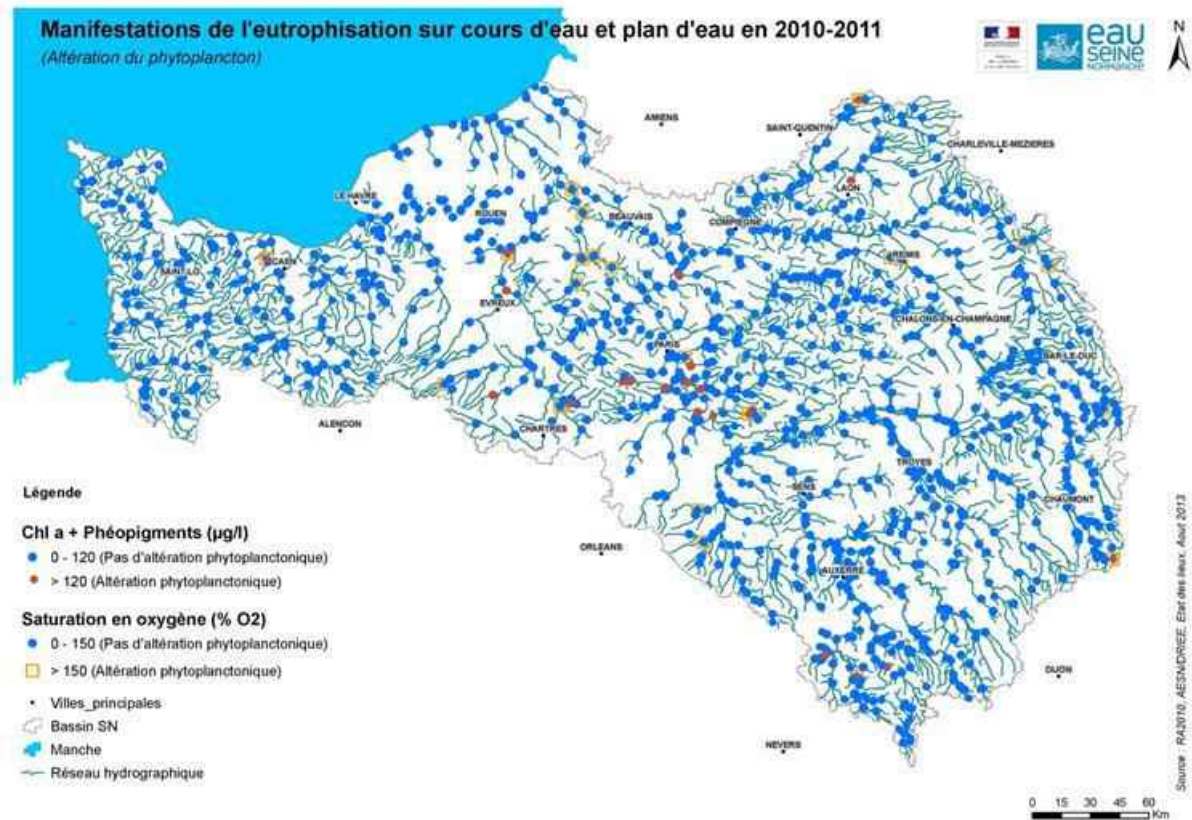 Manifestations de l'eutrophisation sur cours d'eau et plan d'eau en 2010-2011
(Altération du phytoplancton)
eau
seine
NORMANDIE
N
AMIENS
SAINT-QUENTIN
CHARLEVILLE-MEZIERES
LAON
LE HAVRE
ROUEN
BEAUVAIS
COMPIEGNE
REIMS
CAEN
SAINT-LO
EVREUX
CHALONS-EN-CHAMPAGNE
PARIS
BAR-LE-DUC
ALENCON
CHARTRES
TROYES
SENS
CHAUMONT
ORLEANS
AUXERRE
DIJON
NEVERS
Légende
Chl a + Phéopigments (µg/l)
0 - 120 (Pas d'altération phytoplanctonique)
> 120 (Altération phytoplanctonique)
Saturation en oxygène (% O2)
0 - 150 (Pas d'altération phytoplanctonique)
> 150 (Altération phytoplanctonique)
Villes_principales
Bassin SN
Manche
Réseau hydrographique
0 15 30 45 60
Km
Source : RA2010, AESN/DRIEE, Etat des lieux, Août 2013